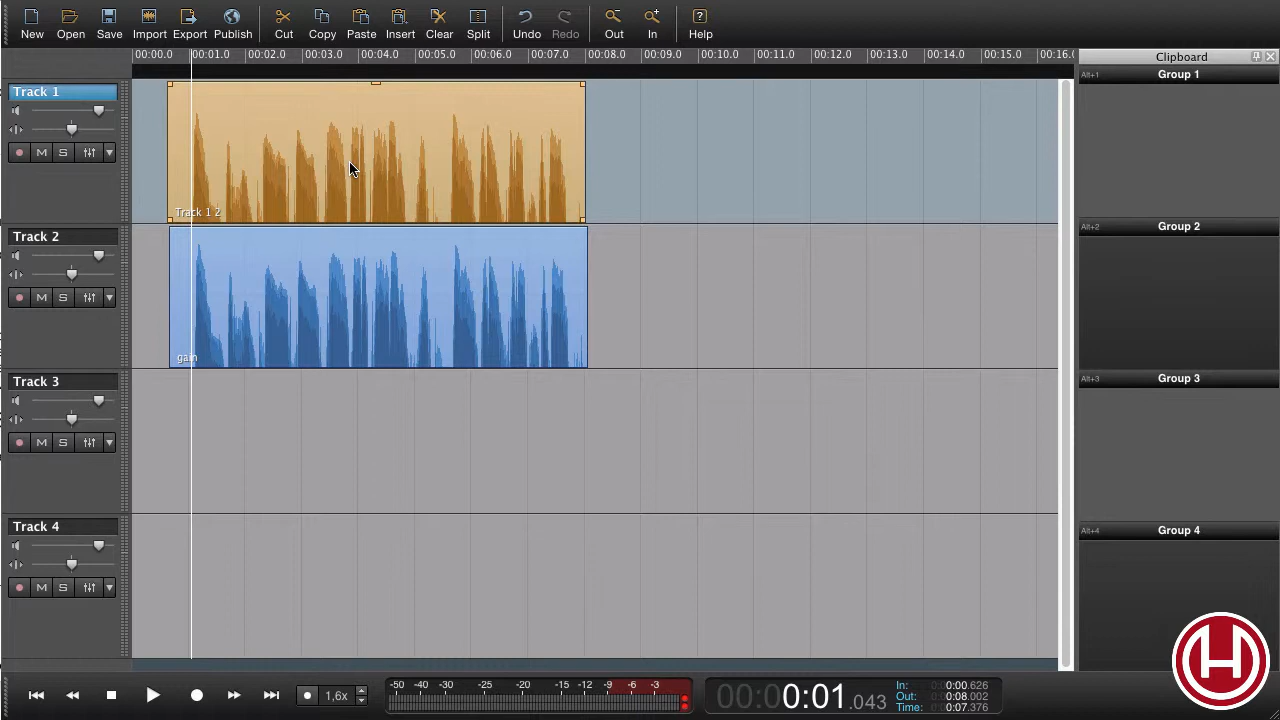 New Open Save Import Export Publish Cut Copy Paste Insert Clear Split Undo Redo Out In Help
00:00.0 00:01.0 00:02.0 00:03.0 00:04.0 00:05.0 00:06.0 00:07.0 00:08.0 00:09.0 00:10.0 00:11.0 00:12.0 00:13.0 00:14.0 00:15.0 00:16.0
Clipboard
Alt+1 Group 1
Track 1
M S
Track 1 2
Alt+2 Group 2
Track 2
M S
gain
Alt+3 Group 3
Track 3
M S
Alt+4 Group 4
Track 4
M S
H
1,6x
-50 -40 -30 -20 -15 -12 -9 -6 -3
00:00:01.043
In: 0:00.626
Out: 0:08.002
Time: 0:07.376